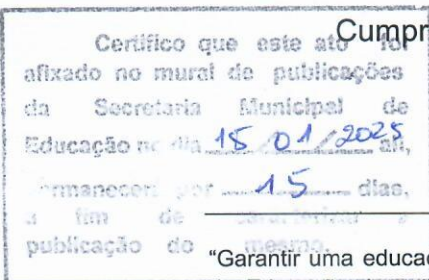 Cumpr
Certifico que este ato foi
afixado no mural de publicações
da Secretaria Municipal de
Educação no dia 15/01/2025 ali,
permanecerá por 15 dias,
a fim de caracterizar a
publicação do mesmo.
"Garantir uma educaç